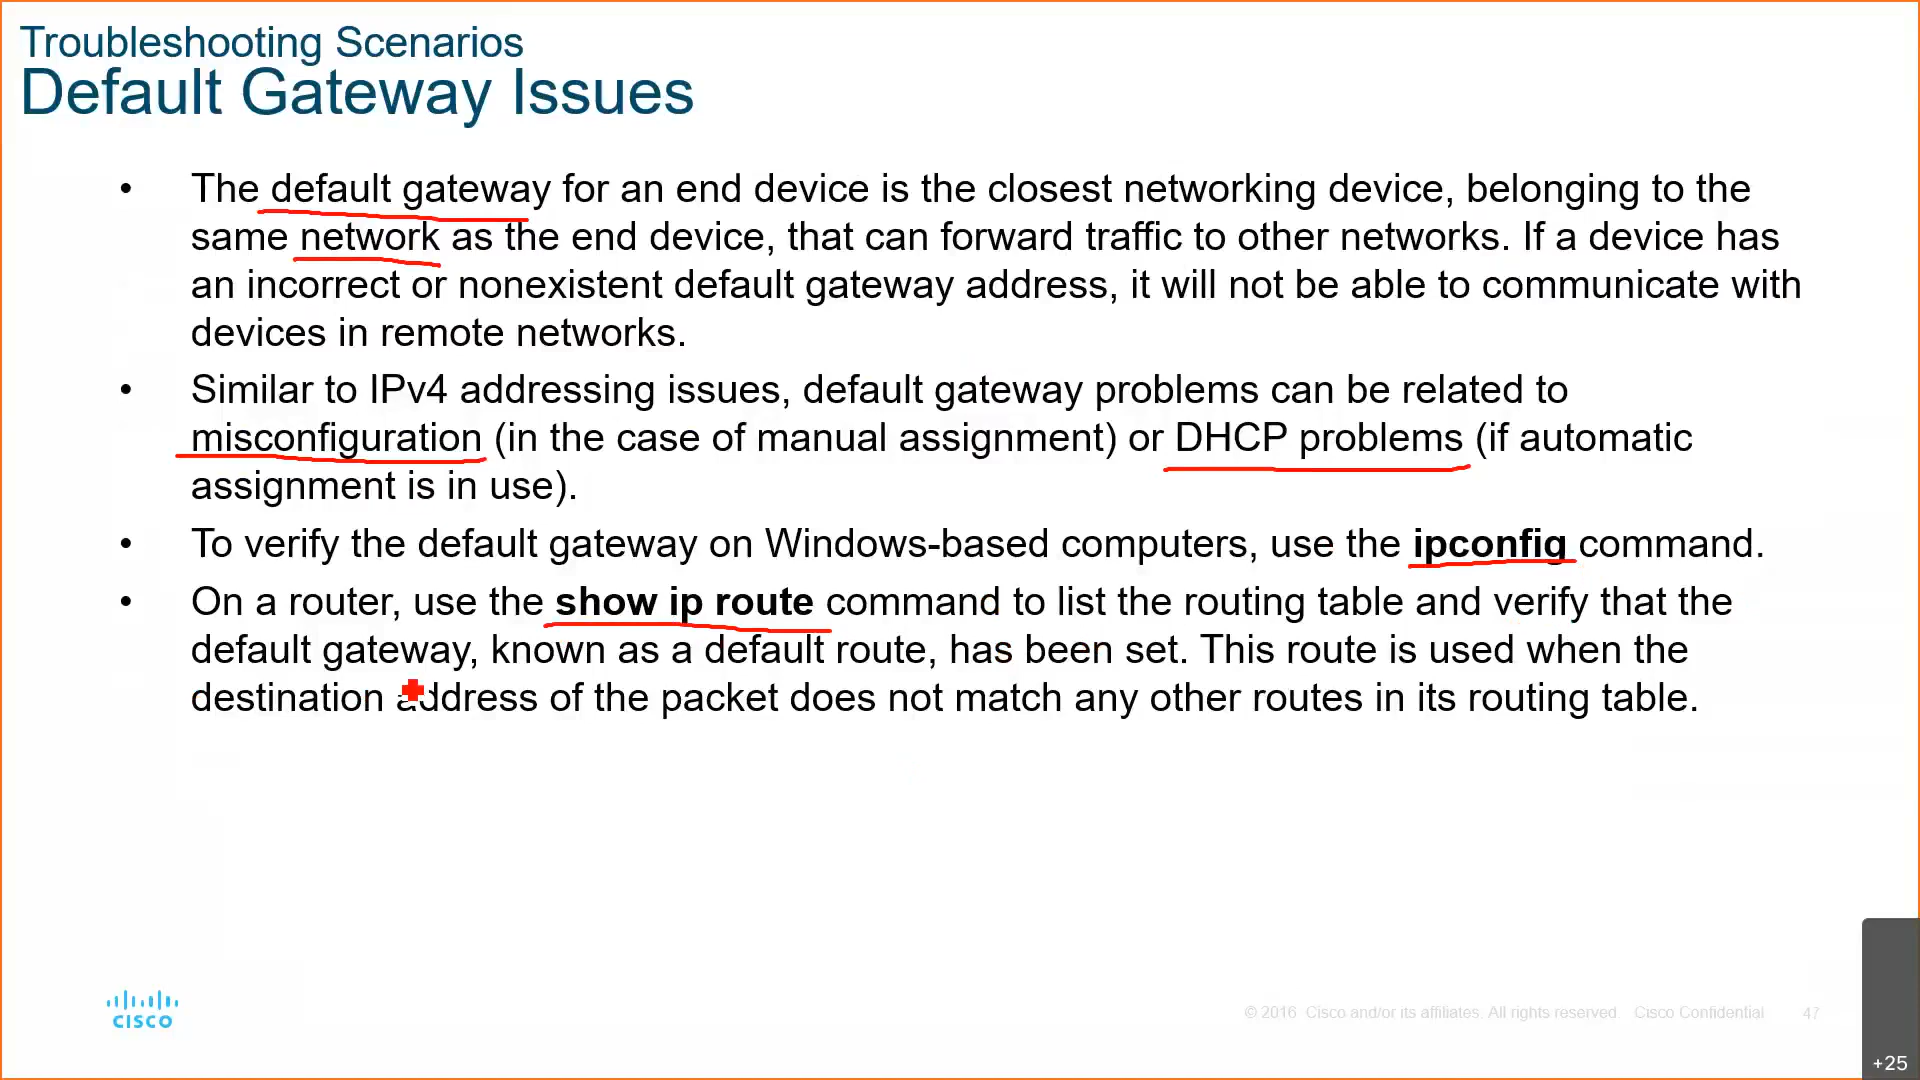 Troubleshooting Scenarios
Default Gateway Issues
• The default gateway for an end device is the closest networking device, belonging to the
same network as the end device, that can forward traffic to other networks. If a device has
an incorrect or nonexistent default gateway address, it will not be able to communicate with
devices in remote networks.
• Similar to IPv4 addressing issues, default gateway problems can be related to
misconfiguration (in the case of manual assignment) or DHCP problems (if automatic
assignment is in use).
• To verify the default gateway on Windows-based computers, use the ipconfig command.
• On a router, use the show ip route command to list the routing table and verify that the
default gateway, known as a default route, has been set. This route is used when the
destination address of the packet does not match any other routes in its routing table.
CISCO
© 2016 Cisco and/or its affiliates. All rights reserved. Cisco Confidential 47
+25